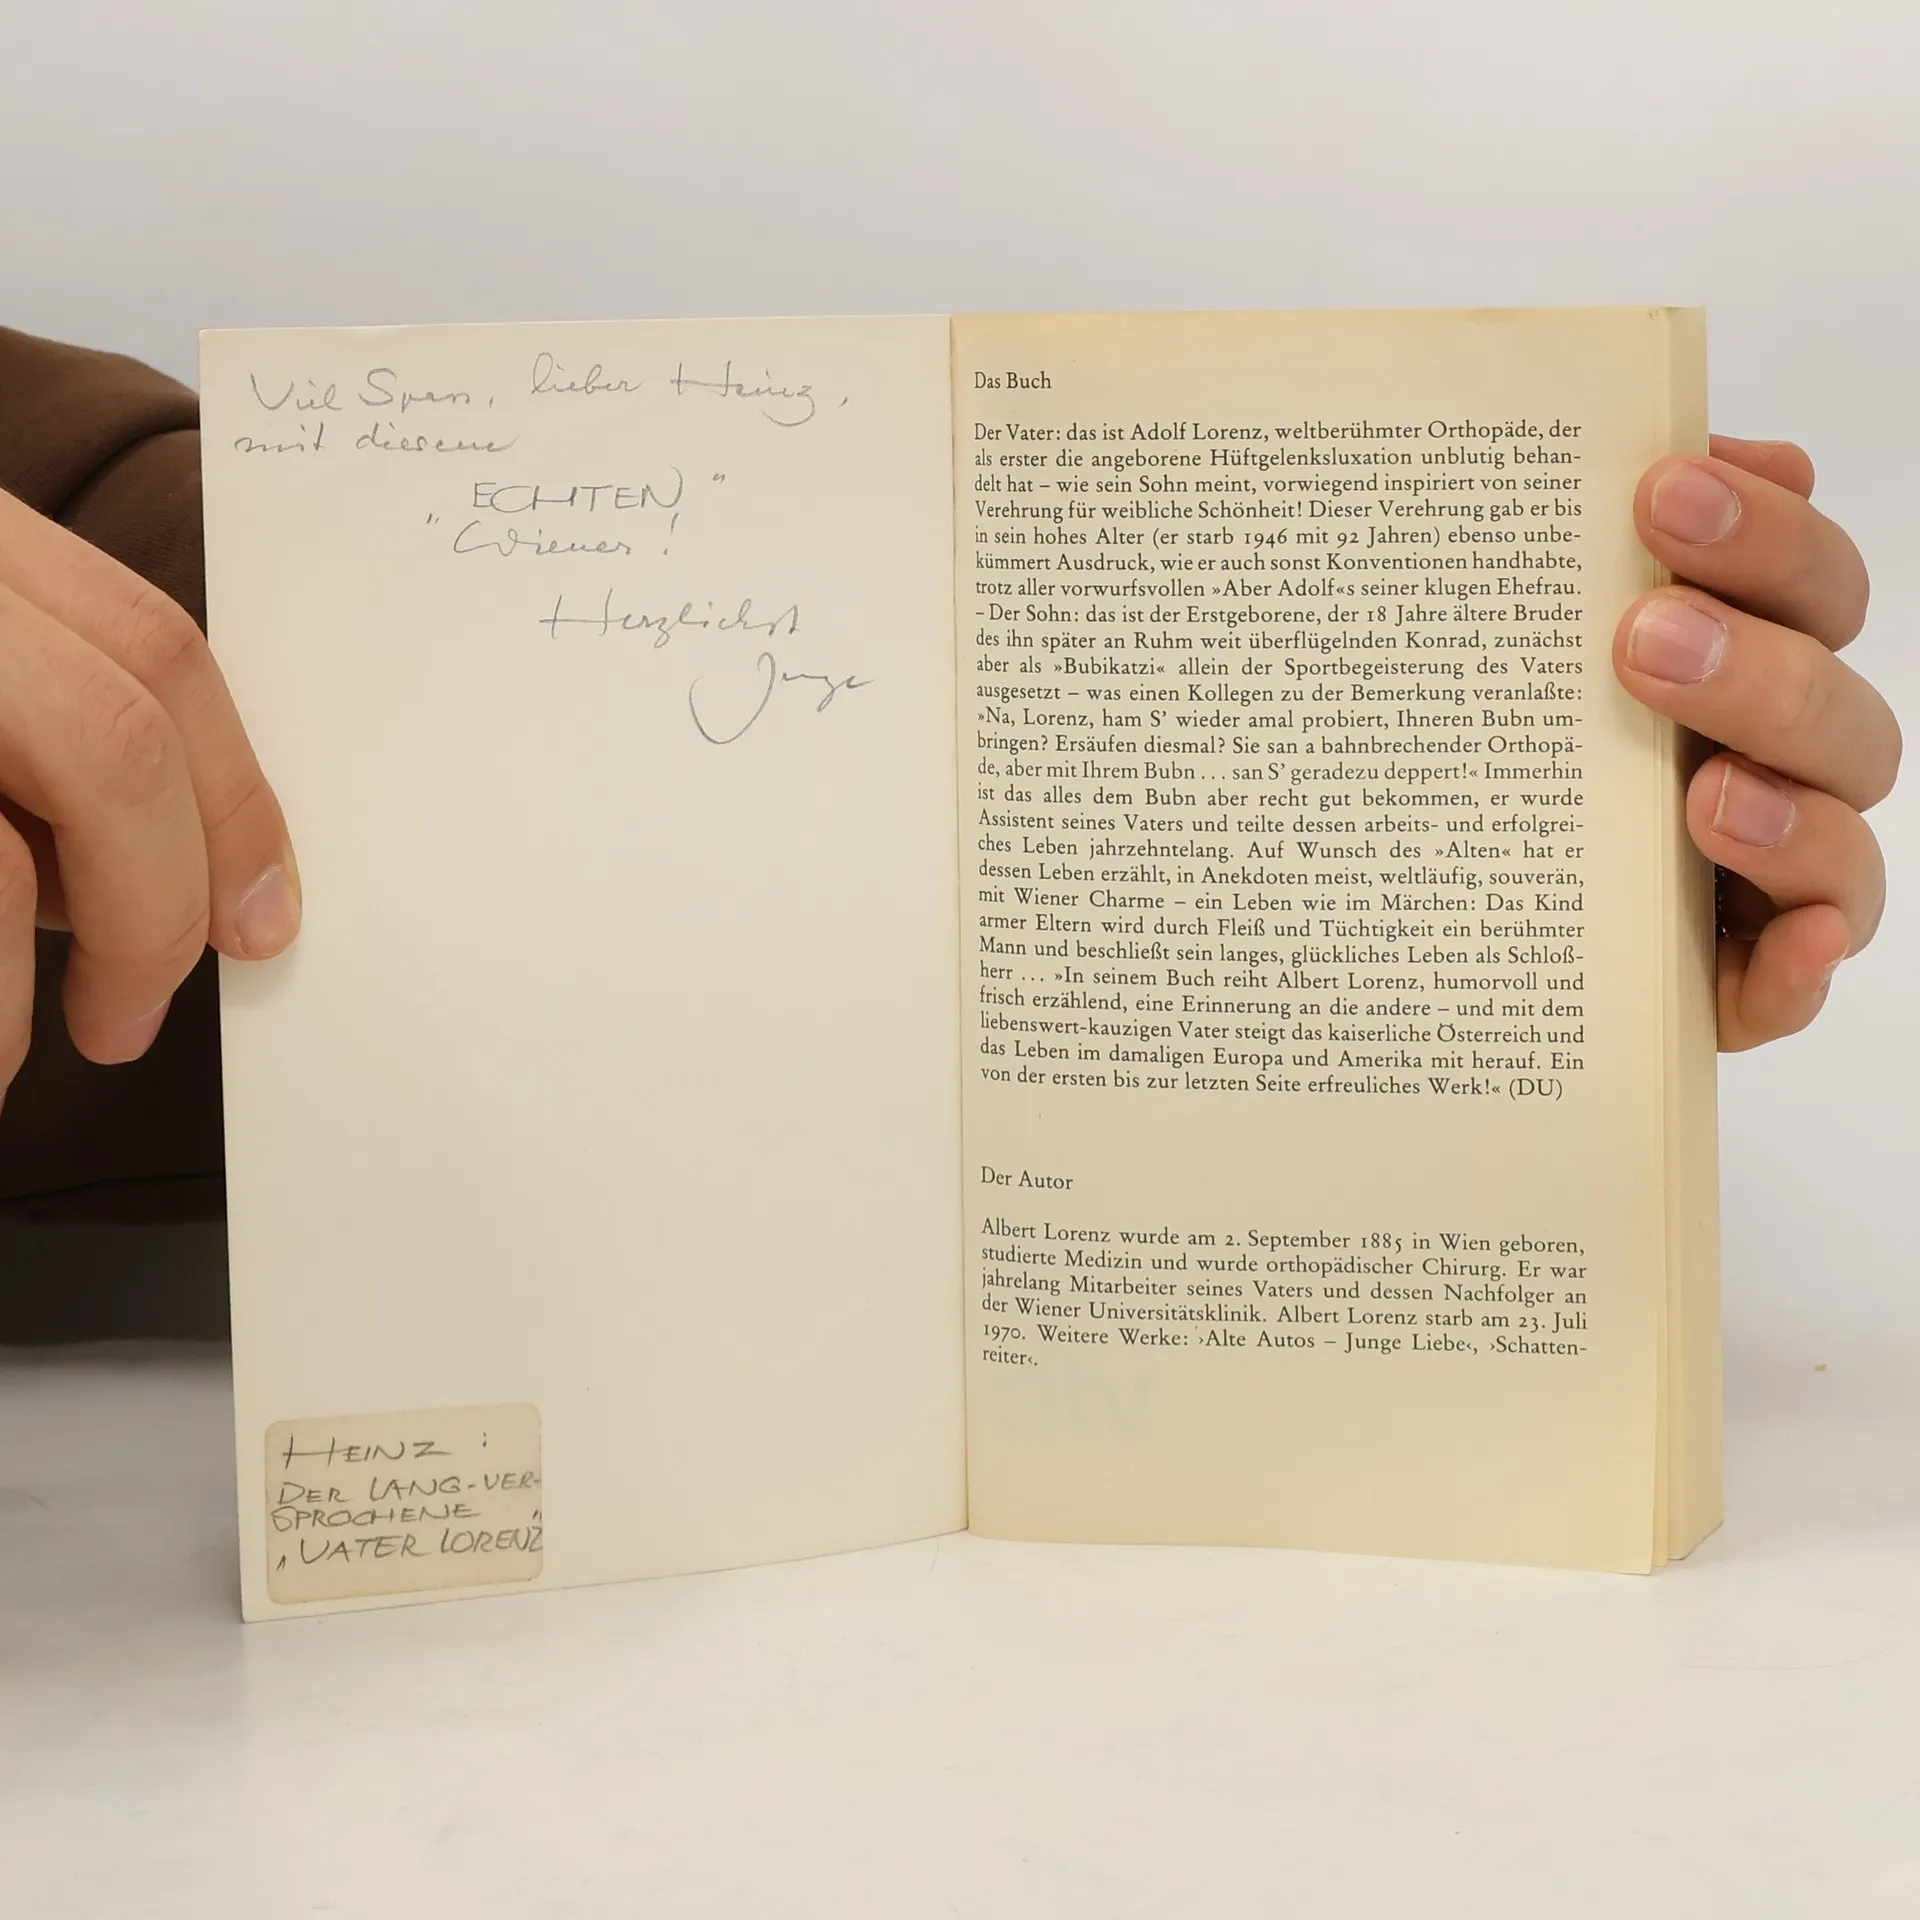 Viel Spass, lieber Heinz,
mit diesem
"ECHTEN"
Wiener!
Herzlichst
HEINZ :
DER LANG-VER-
SPROCHENE
„VATER LORENZ"
Das Buch
Der Vater: das ist Adolf Lorenz, weltberühmter Orthopäde, der
als erster die angeborene Hüftgelenksluxation unblutig behan-
delt hat – wie sein Sohn meint, vorwiegend inspiriert von seiner
Verehrung für weibliche Schönheit! Dieser Verehrung gab er bis
in sein hohes Alter (er starb 1946 mit 92 Jahren) ebenso unbe-
kümmert Ausdruck, wie er auch sonst Konventionen handhabte,
trotz aller vorwurfsvollen »Aber Adolf«s seiner klugen Ehefrau.
– Der Sohn: das ist der Erstgeborene, der 18 Jahre ältere Bruder
des ihn später an Ruhm weit überflügelnden Konrad, zunächst
aber als »Bubikatzi« allein der Sportbegeisterung des Vaters
ausgesetzt – was einen Kollegen zu der Bemerkung veranlaßte:
»Na, Lorenz, ham S’ wieder amal probiert, Ihneren Bubn um-
bringen? Ersäufen diesmal? Sie san a bahnbrechender Orthopä-
de, aber mit Ihrem Bubn . . . san S’ geradezu deppert!« Immerhin
ist das alles dem Bubn aber recht gut bekommen, er wurde
Assistent seines Vaters und teilte dessen arbeits- und erfolgrei-
ches Leben jahrzehntelang. Auf Wunsch des »Alten« hat er
dessen Leben erzählt, in Anekdoten meist, weltläufig, souverän,
mit Wiener Charme – ein Leben wie im Märchen: Das Kind
armer Eltern wird durch Fleiß und Tüchtigkeit ein berühmter
Mann und beschließt sein langes, glückliches Leben als Schloß-
herr . . . »In seinem Buch reiht Albert Lorenz, humorvoll und
frisch erzählend, eine Erinnerung an die andere – und mit dem
liebenswert-kauzigen Vater steigt das kaiserliche Österreich und
das Leben im damaligen Europa und Amerika mit herauf. Ein
von der ersten bis zur letzten Seite erfreuliches Werk!« (DU)
Der Autor
Albert Lorenz wurde am 2. September 1885 in Wien geboren,
studierte Medizin und wurde orthopädischer Chirurg. Er war
jahrelang Mitarbeiter seines Vaters und dessen Nachfolger an
der Wiener Universitätsklinik. Albert Lorenz starb am 23. Juli
1970. Weitere Werke: ›Alte Autos – Junge Liebe‹, ›Schatten-
reiter‹.